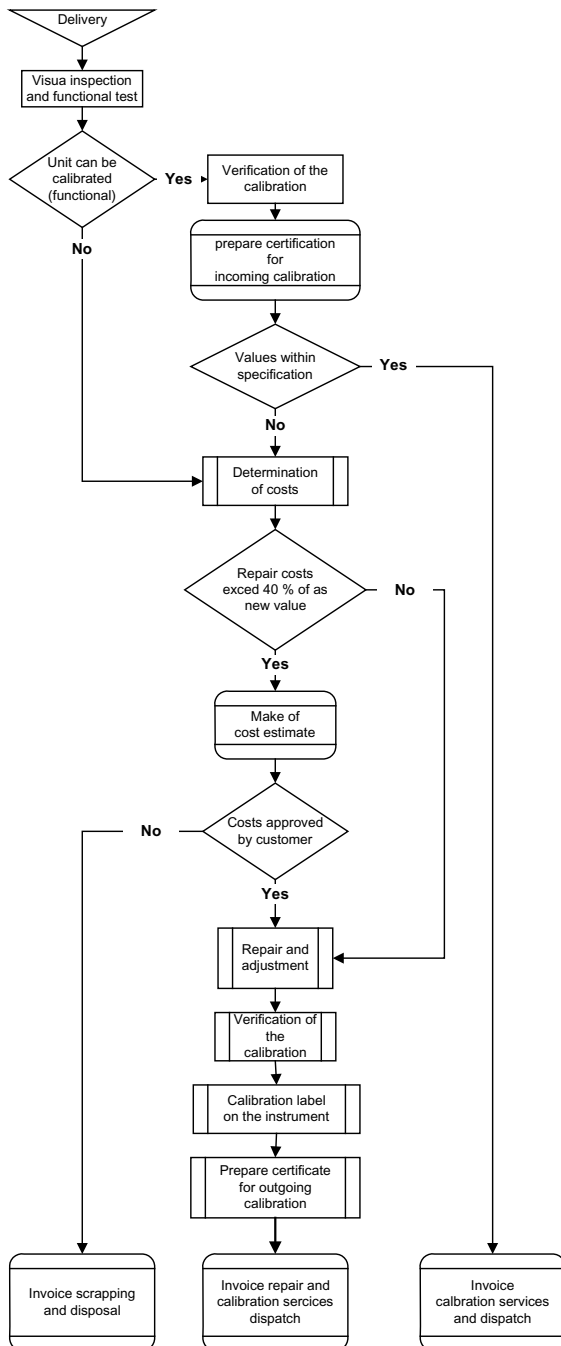 Delivery
Visua inspection
and functional test
Unit can be
calibrated
(functional)
Yes
Verification of the
calibration
No
prepare certification
for
incoming calibration
Values within
specification
Yes
No
Determination
of costs
Repair costs
exced 40 % of as
new value
No
Yes
Make of
cost estimate
No
Costs approved
by customer
Yes
Repair and
adjustment
Verification of
the
calibration
Calibration label
on the instrument
Prepare certificate
for outgoing
calibration
Invoice scrapping
and disposal
Invoice repair and
calibration services
dispatch
Invoice
calbration services
and dispatch